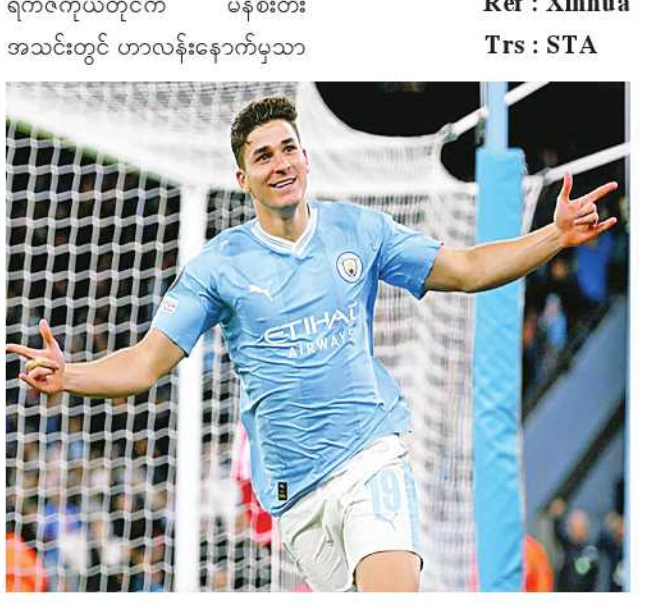 ရက်ဇ်ကိုယ်တိုင်က မန်စီးတီး
အသင်းတွင် ဟာလန်းနောက်မှသာ
Ref : Xinhua
Trs : STA
ETIHAD
AIRWAYS
19